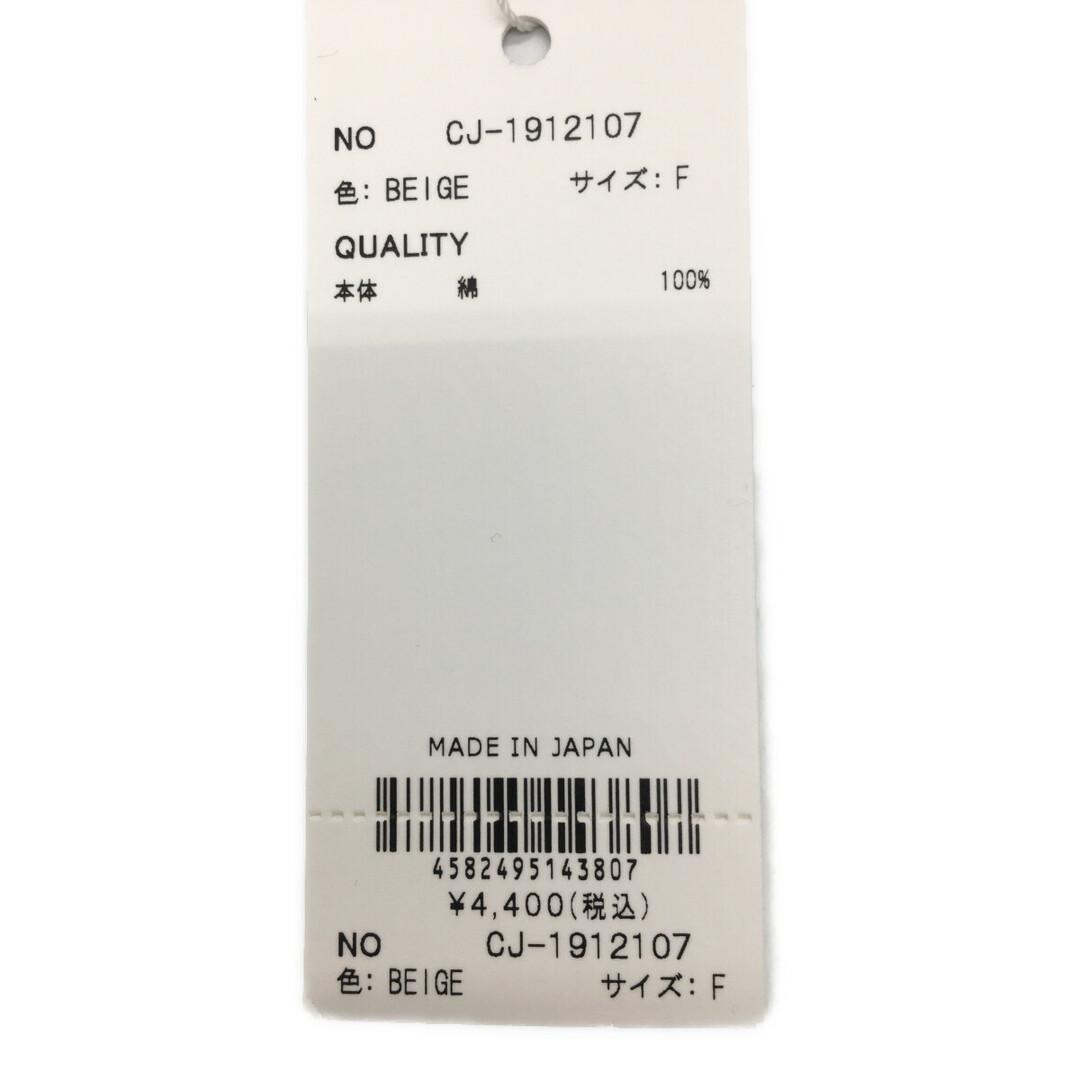 NO CJ-1912107
色: BEIGE サイズ: F
QUALITY
本体 綿 100%
MADE IN JAPAN
4582495143807
¥4,400(税込)
NO CJ-1912107
色: BEIGE サイズ: F